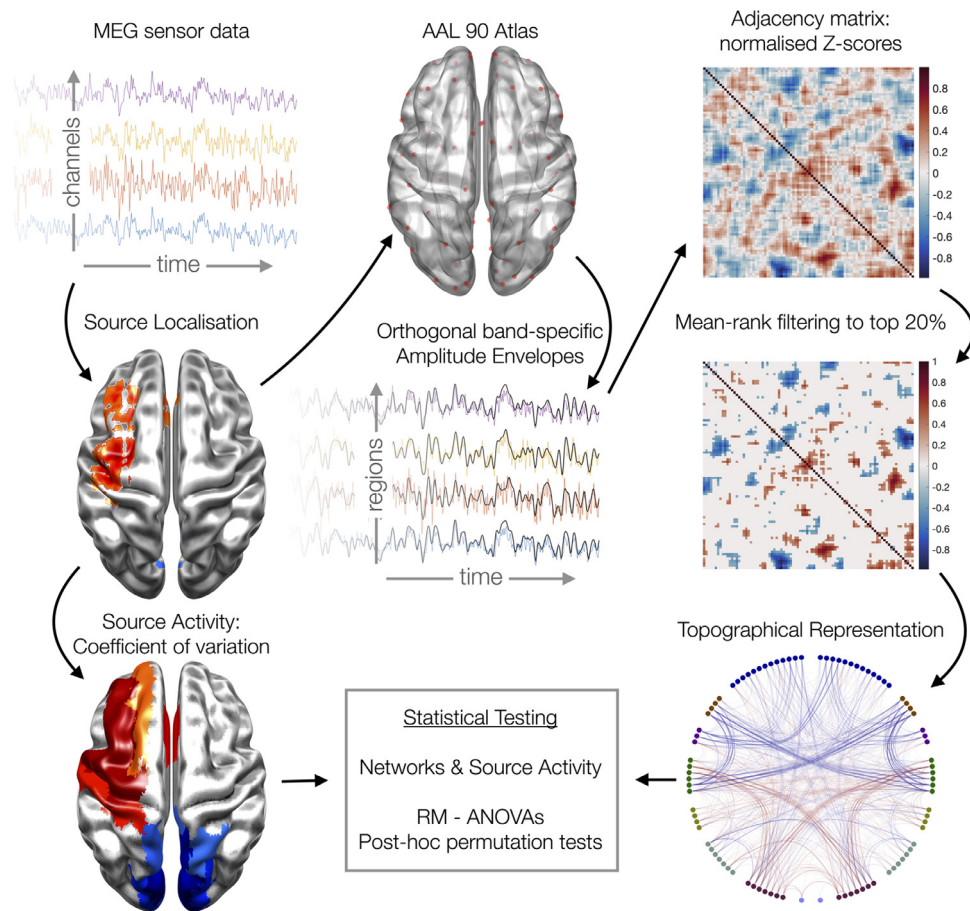 MEG sensor data
channels
time
Source Localisation
Source Activity:
Coefficient of variation
AAL 90 Atlas
Orthogonal band-specific
Amplitude Envelopes
regions
time
Adjacency matrix:
normalised Z-scores
0.8
0.6
0.4
0.2
0
-0.2
-0.4
-0.6
-0.8
Mean-rank filtering to top 20%
1
0.8
0.6
0.4
0.2
0
-0.2
-0.4
-0.6
-0.8
Topographical Representation
Statistical Testing
Networks & Source Activity
RM - ANOVAs
Post-hoc permutation tests